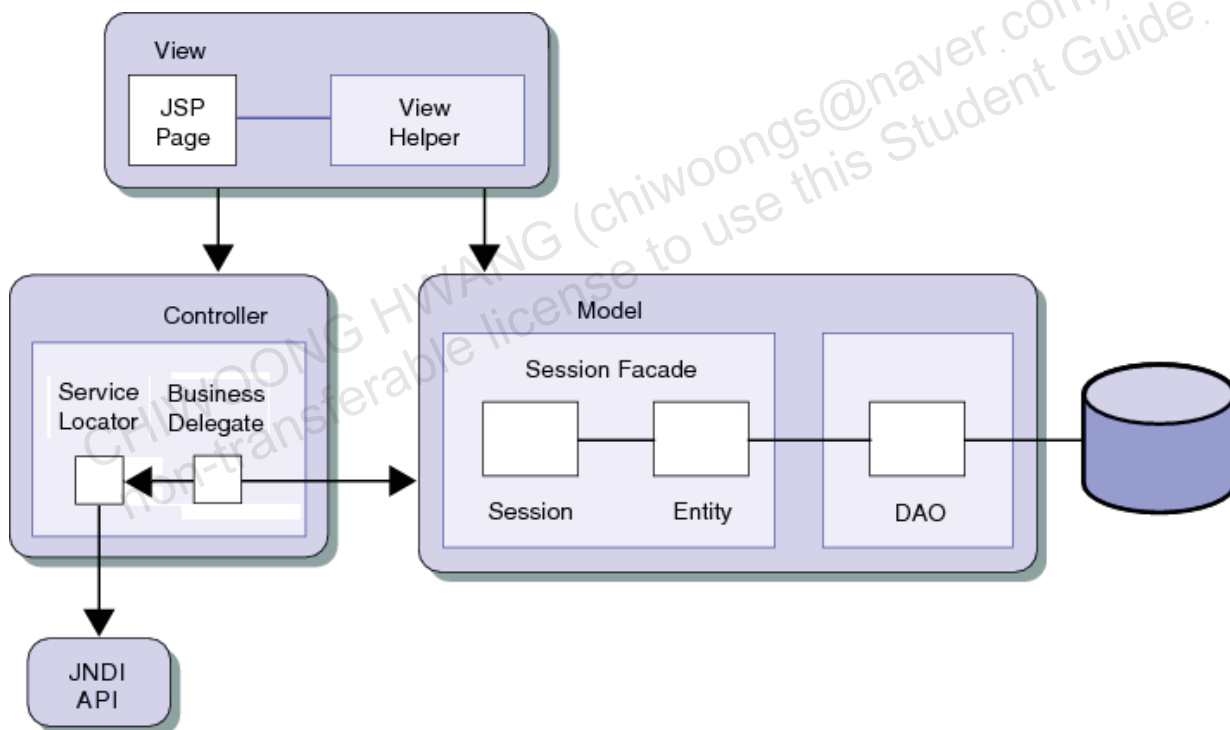 View
JSP
Page
View
Helper
Controller
Service
Locator
Business
Delegate
Model
Session Facade
Session
Entity
DAO
JNDI
API
CHIWOONG HWANG (chiwoongs@naver.com)
non-transferable license to use this Student Guide.